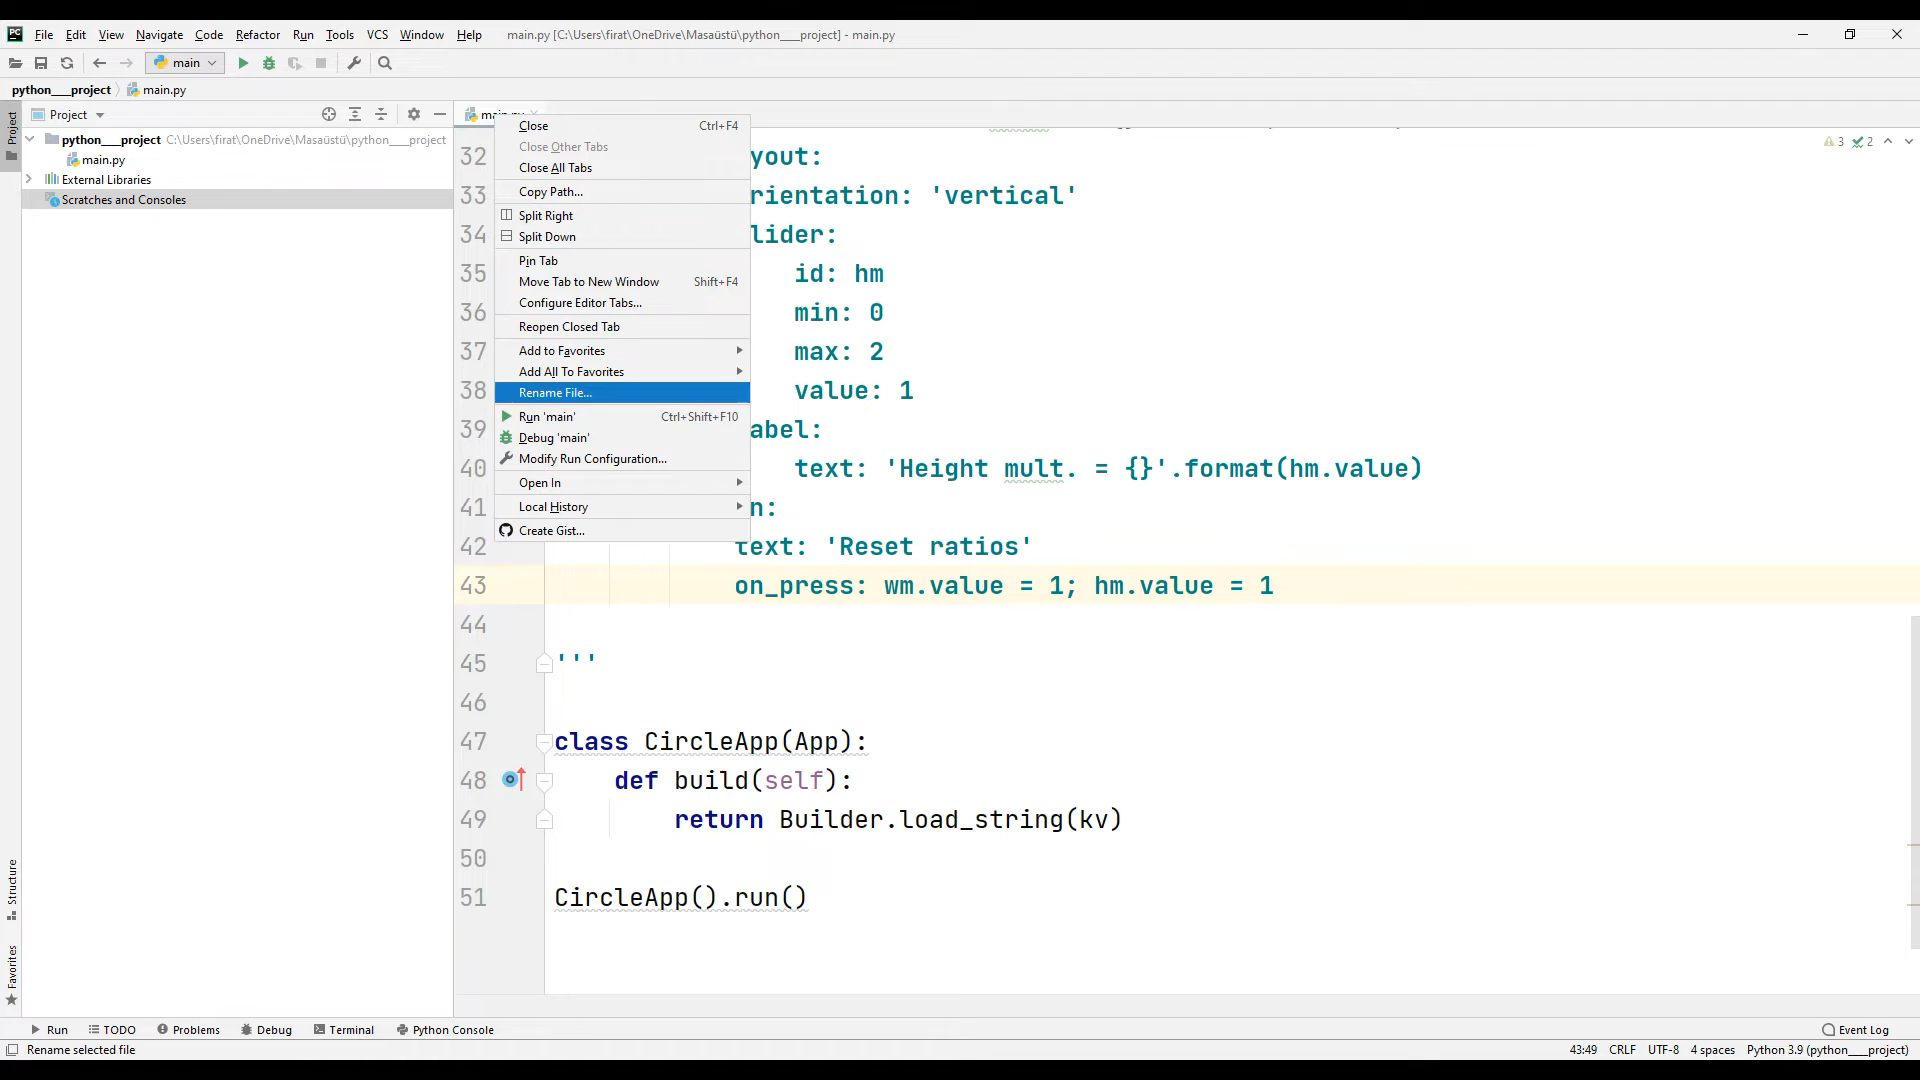 PC File Edit View Navigate Code Refactor Run Tools VCS Window Help main.py [C:\Users\firat\OneDrive\Masaüstü\python___project] - main.py
main
python___project main.py
Project
Project
python___project C:\Users\firat\OneDrive\Masaüstü\python___project
main.py
External Libraries
Scratches and Consoles
Close Ctrl+F4
Close Other Tabs
Close All Tabs
Copy Path...
Split Right
Split Down
Pin Tab
Move Tab to New Window Shift+F4
Configure Editor Tabs...
Reopen Closed Tab
Add to Favorites
Add All To Favorites
Rename File...
Run 'main' Ctrl+Shift+F10
Debug 'main'
Modify Run Configuration...
Open In
Local History
Create Gist...
3 2
32 yout:
33 rientation: 'vertical'
34 lider:
35 id: hm
36 min: 0
37 max: 2
38 value: 1
39 abel:
40 text: 'Height mult. = {}'.format(hm.value)
41 n:
42 text: 'Reset ratios'
43 on_press: wm.value = 1; hm.value = 1
44
45 '''
46
47 class CircleApp(App):
48 def build(self):
49 return Builder.load_string(kv)
50
51 CircleApp().run()
Structure
Favorites
Run TODO Problems Debug Terminal Python Console Event Log
Rename selected file 43:49 CRLF UTF-8 4 spaces Python 3.9 (python___project)